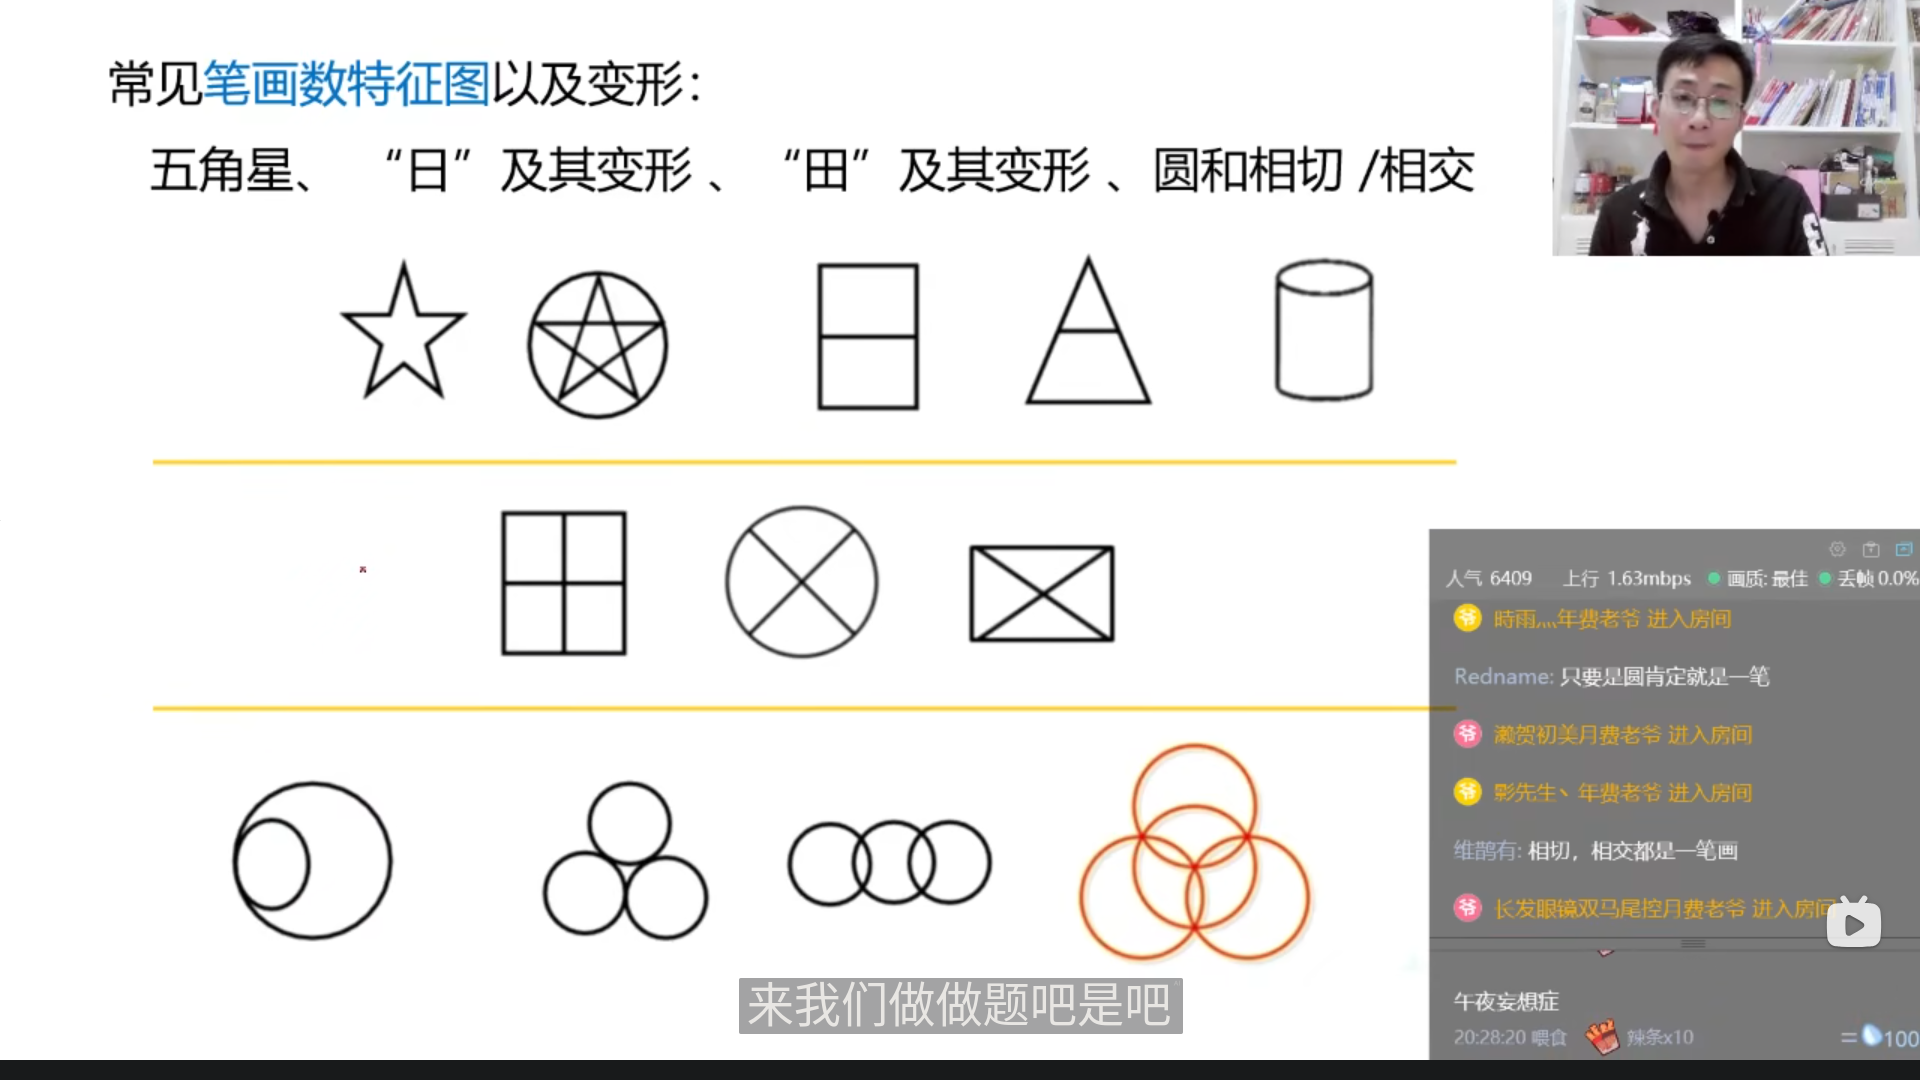 常见笔画数特征图以及变形：
五角星、 “日”及其变形 、 “田”及其变形 、圆和相切 /相交
人气 6409 上行 1.63mbps 画质: 最佳 丢帧 0.0%
爷 時雨灬年费老爷 进入房间
Redname: 只要是圆肯定就是一笔
爷 濑贺初美月费老爷 进入房间
爷 影先生丶年费老爷 进入房间
维鹊有: 相切，相交都是一笔画
爷 长发眼镜双马尾控月费老爷 进入房间
午夜妄想症
20:28:20 喂食 辣条x10 = 100
来我们做做题吧是吧